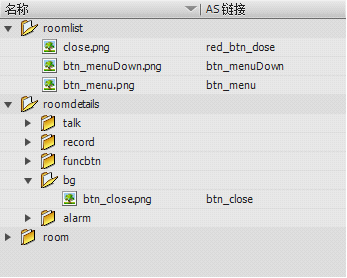 名称 AS 链接
roomlist
close.png red_btn_dose
btn_menuDown.png btn_menuDown
btn_menu.png btn_menu
roomdetails
talk
record
funcbtn
bg
btn_close.png btn_close
alarm
room